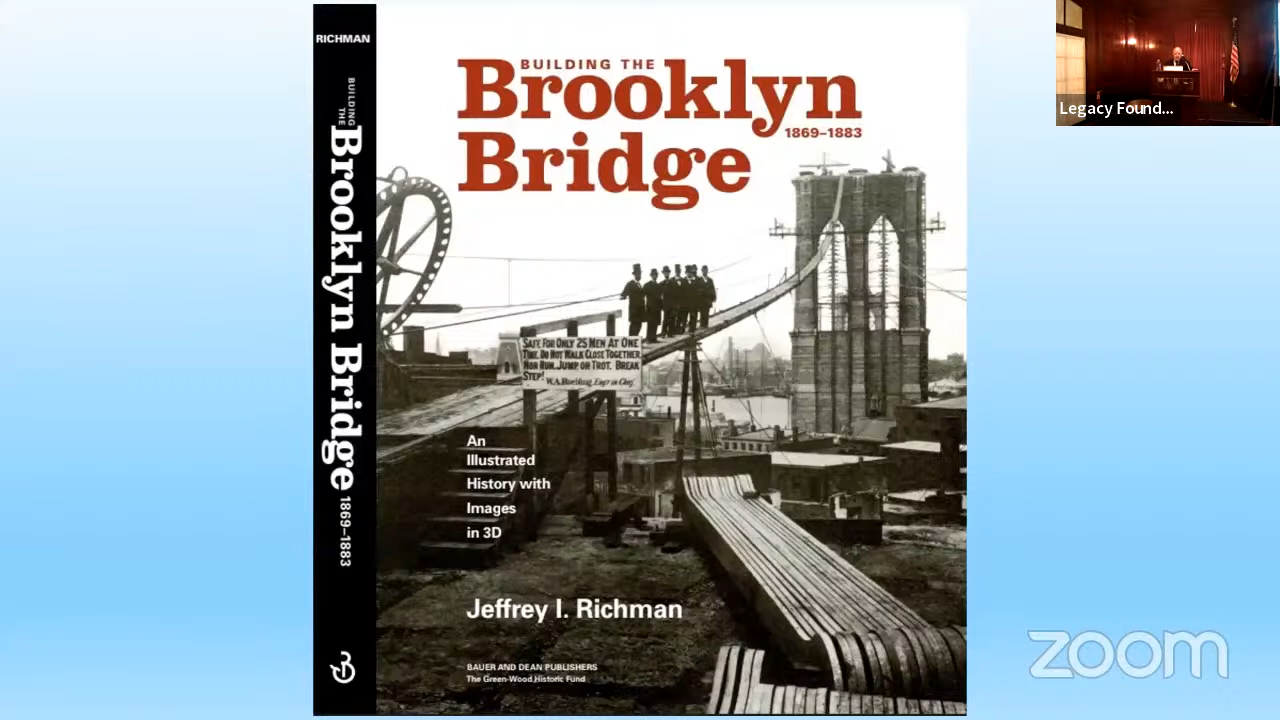 RICHMAN
BUILDING
THE
Brooklyn Bridge
1869–1883
BUILDING THE
Brooklyn
1869–1883
Bridge
SAFE FOR ONLY 25 MEN AT ONE
TIME. DO NOT WALK CLOSE TOGETHER,
NOR RUN, JUMP, OR TROT. BREAK
STEP!
W.A. Roebling, Engr in Chief
An
Illustrated
History with
Images
in 3D
Jeffrey I. Richman
BAUER AND DEAN PUBLISHERS
The Green-Wood Historic Fund
Legacy Found...
zoom